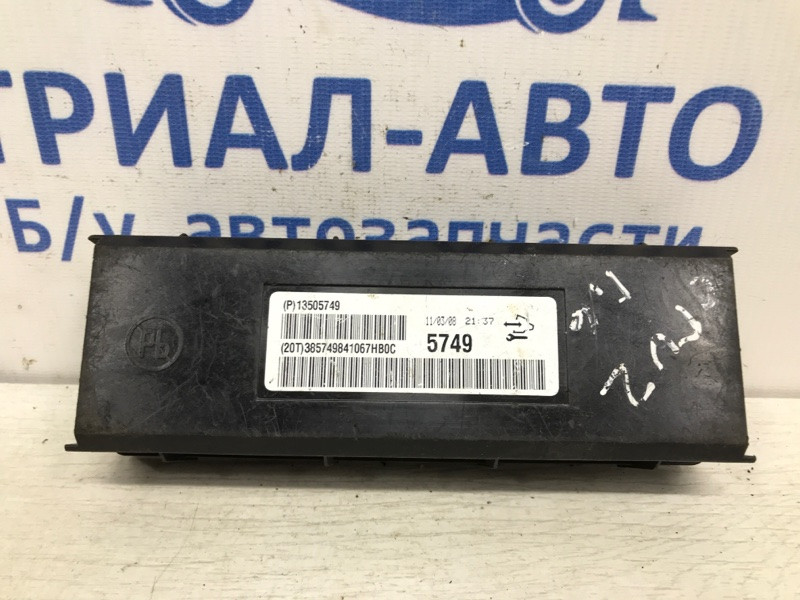 ТРИАЛ-АВТО
Б/у автозапчасти
(P)13505749
11/03/08 21:37
(20T)385749841067HB0C
5749
Pb